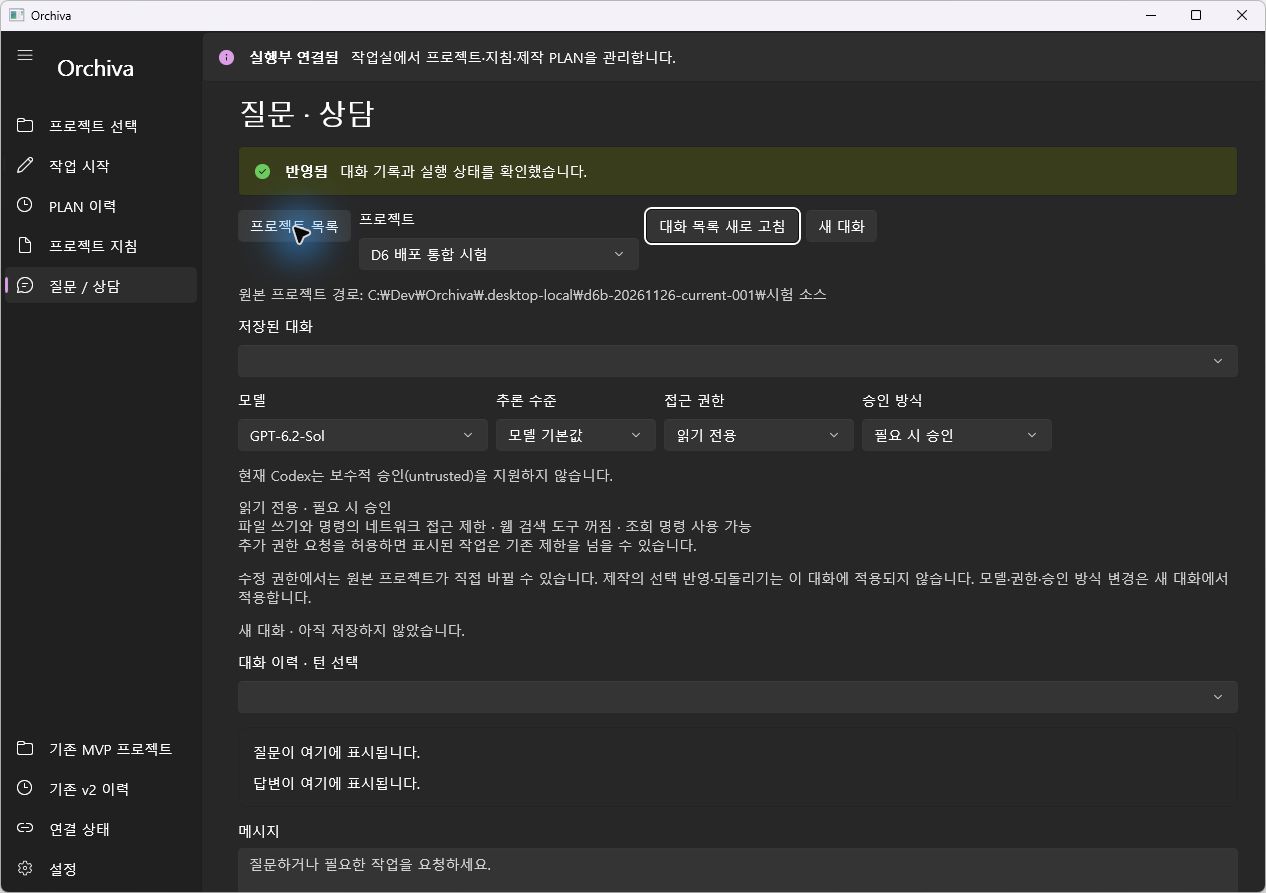 Orchiva
Orchiva
실행부 연결됨 작업실에서 프로젝트·지침·제작 PLAN을 관리합니다.
프로젝트 선택
작업 시작
PLAN 이력
프로젝트 지침
질문 / 상담
기존 MVP 프로젝트
기존 v2 이력
연결 상태
설정
질문 · 상담
반영됨 대화 기록과 실행 상태를 확인했습니다.
프로젝트 목록
프로젝트
D6 배포 통합 시험
대화 목록 새로 고침
새 대화
원본 프로젝트 경로: C:₩Dev₩Orchiva₩.desktop-local₩d6b-20261126-current-001₩시험 소스
저장된 대화
모델 추론 수준 접근 권한 승인 방식
GPT-6.2-Sol 모델 기본값 읽기 전용 필요 시 승인
현재 Codex는 보수적 승인(untrusted)을 지원하지 않습니다.
읽기 전용 · 필요 시 승인
파일 쓰기와 명령의 네트워크 접근 제한 · 웹 검색 도구 꺼짐 · 조회 명령 사용 가능
추가 권한 요청을 허용하면 표시된 작업은 기존 제한을 넘을 수 있습니다.
수정 권한에서는 원본 프로젝트가 직접 바뀔 수 있습니다. 제작의 선택 반영·되돌리기는 이 대화에 적용되지 않습니다. 모델·권한·승인 방식 변경은 새 대화에서
적용합니다.
새 대화 · 아직 저장하지 않았습니다.
대화 이력 · 턴 선택
질문이 여기에 표시됩니다.
답변이 여기에 표시됩니다.
메시지
질문하거나 필요한 작업을 요청하세요.